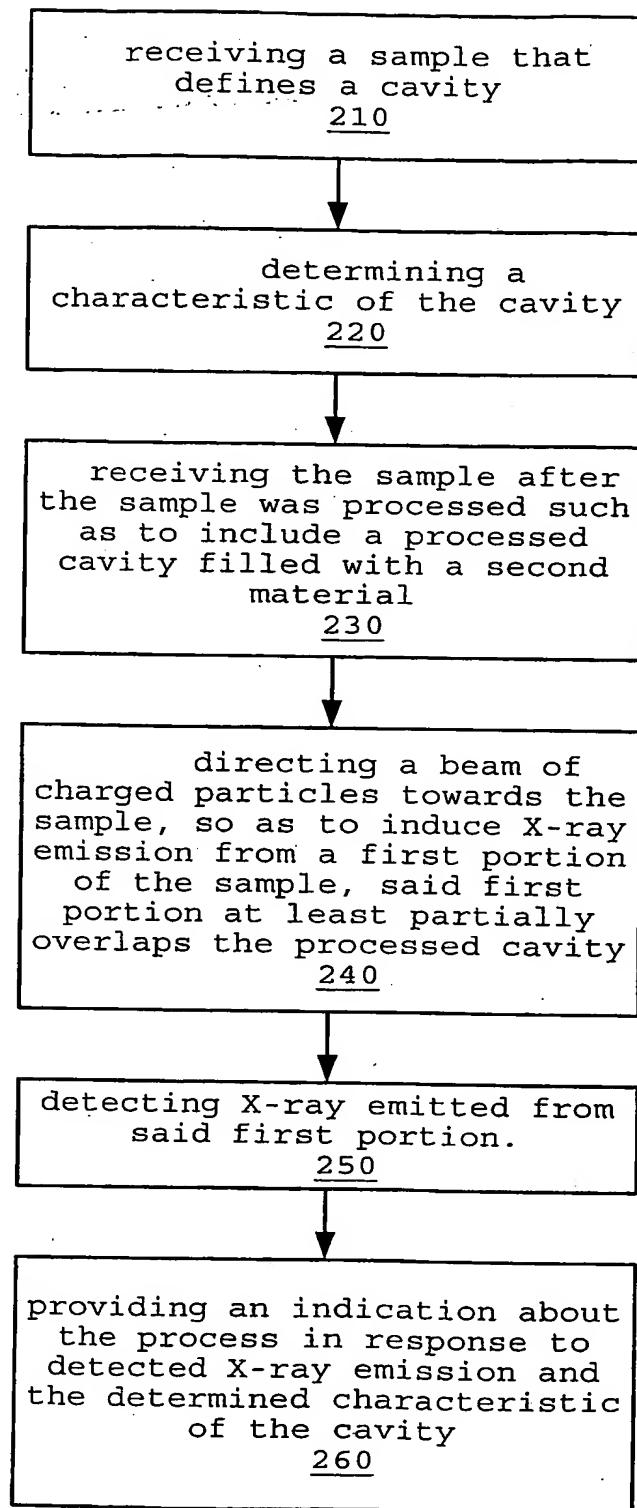 receiving a sample that
defines a cavity
210
determining a
characteristic of the cavity
220
receiving the sample after
the sample was processed such
as to include a processed
cavity filled with a second
material
230
directing a beam of
charged particles towards the
sample, so as to induce X-ray
emission from a first portion
of the sample, said first
portion at least partially
overlaps the processed cavity
240
detecting X-ray emitted from
said first portion.
250
providing an indication about
the process in response to
detected X-ray emission and
the determined characteristic
of the cavity
260